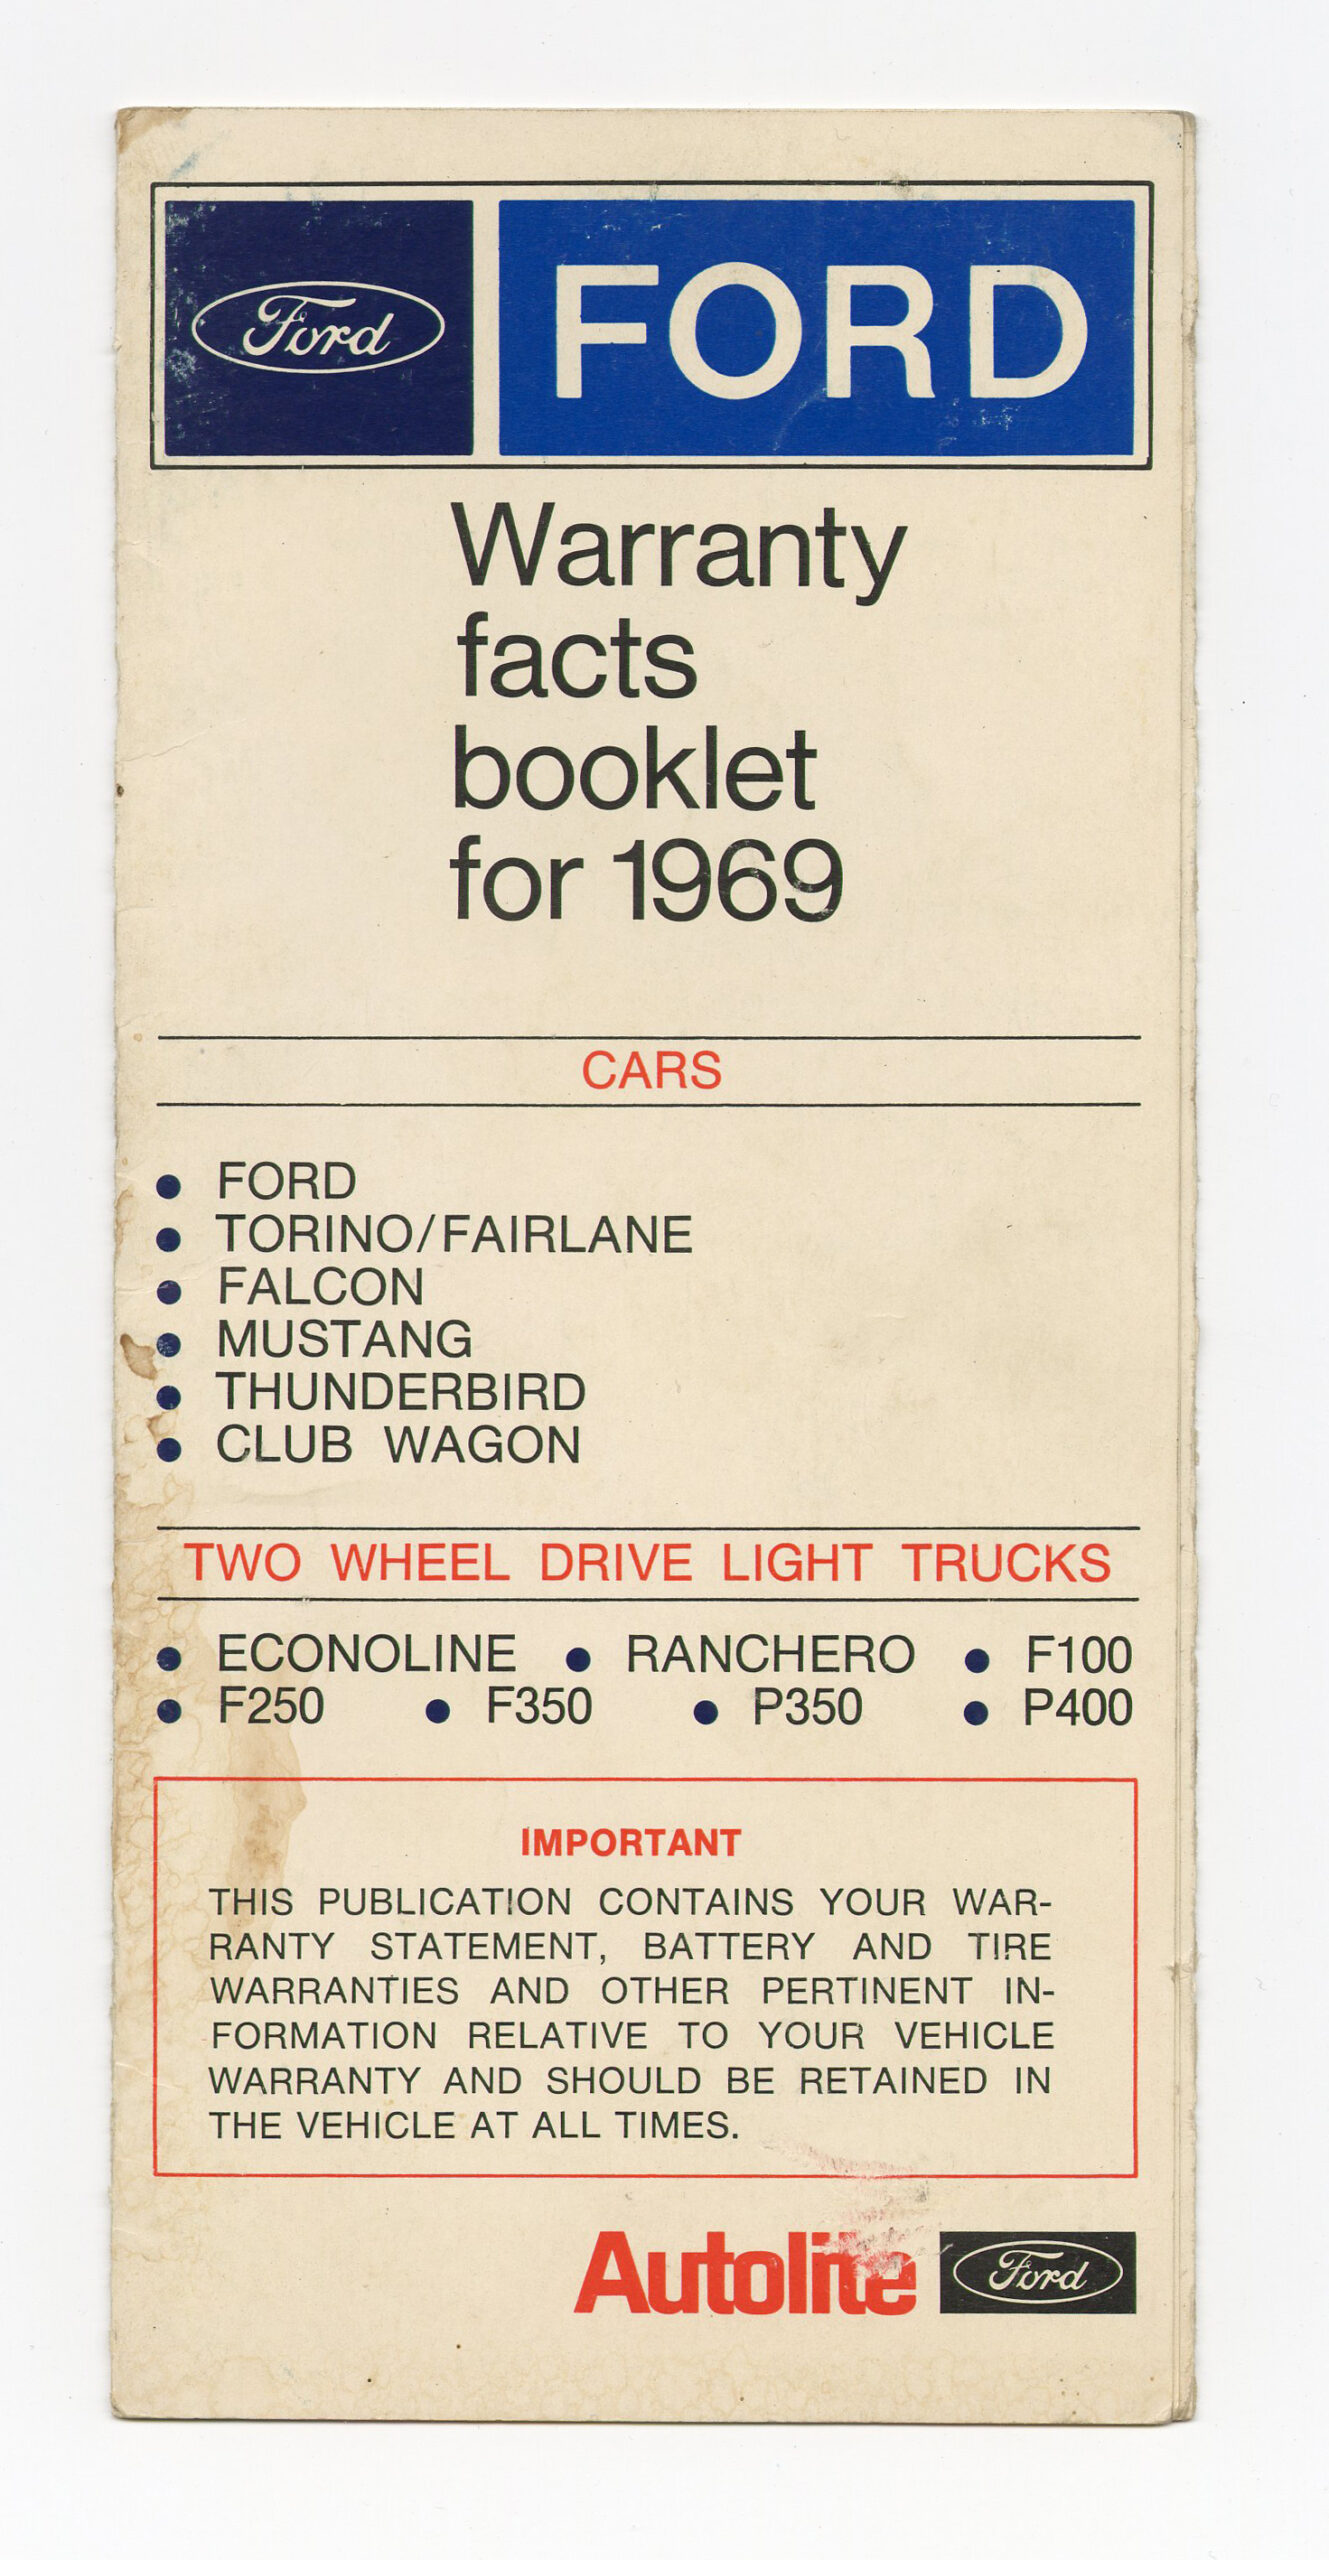 Ford FORD
Warranty
facts
booklet
for 1969
CARS
● FORD
● TORINO/FAIRLANE
● FALCON
● MUSTANG
● THUNDERBIRD
● CLUB WAGON
TWO WHEEL DRIVE LIGHT TRUCKS
● ECONOLINE ● RANCHERO ● F100
● F250 ● F350 ● P350 ● P400
IMPORTANT
THIS PUBLICATION CONTAINS YOUR WAR-
RANTY STATEMENT, BATTERY AND TIRE
WARRANTIES AND OTHER PERTINENT IN-
FORMATION RELATIVE TO YOUR VEHICLE
WARRANTY AND SHOULD BE RETAINED IN
THE VEHICLE AT ALL TIMES.
Autolite Ford